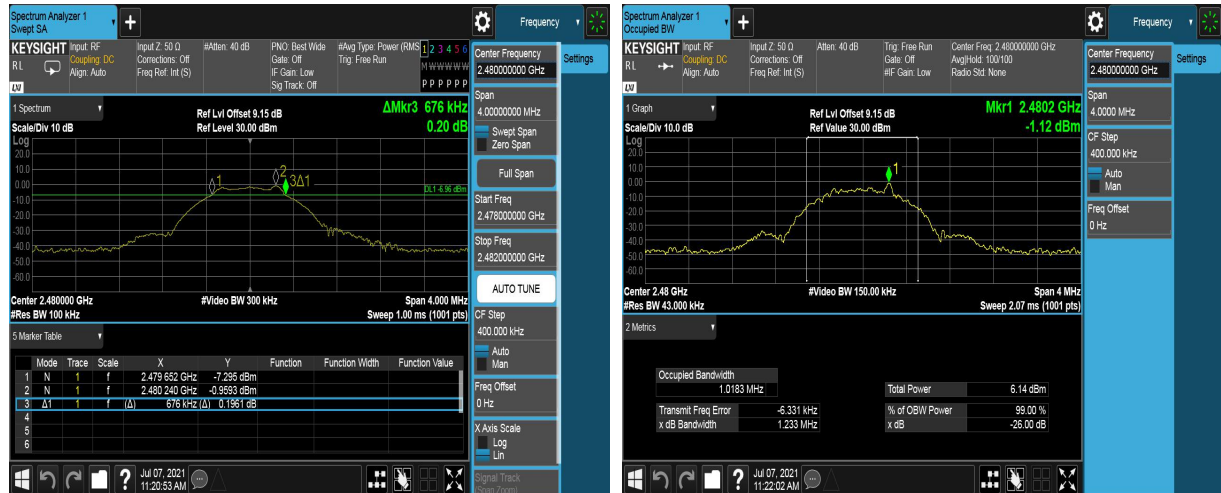 Spectrum Analyzer 1
Swept SA
Frequency
KEYSIGHT
RL
Input: RF
Coupling: DC
Align: Auto
Input Z: 50 Ω
Corrections: Off
Freq Ref: Int (S)
#Atten: 40 dB
PNO: Best Wide
Gate: Off
IF Gain: Low
Sig Track: Off
#Avg Type: Power (RMS
Trig: Free Run
1 2 3 4 5 6
M W W W W W
P P P P P P
LXI
1 Spectrum
Scale/Div 10 dB
Ref Lvl Offset 9.15 dB
Ref Level 30.00 dBm
ΔMkr3 676 kHz
0.20 dB
Log
20.0
10.0
0.00
-10.0
-20.0
-30.0
-40.0
-50.0
-60.0
1
2
3Δ1
DL1 -6.96 dBm
Center 2.480000 GHz
#Res BW 100 kHz
#Video BW 300 kHz
Span 4.000 MHz
Sweep 1.00 ms (1001 pts)
5 Marker Table
Mode Trace Scale X Y Function Function Width Function Value
1 N 1 f 2.479 652 GHz -7.295 dBm
2 N 1 f 2.480 240 GHz -0.9593 dBm
3 Δ1 1 f (Δ) 676 kHz (Δ) 0.1961 dB
4
5
6
Jul 07, 2021
11:20:53 AM
Center Frequency
2.480000000 GHz
Settings
Span
4.00000000 MHz
Swept Span
Zero Span
Full Span
Start Freq
2.478000000 GHz
Stop Freq
2.482000000 GHz
AUTO TUNE
CF Step
400.000 kHz
Auto
Man
Freq Offset
0 Hz
X Axis Scale
Log
Lin
Signal Track
(Span Zoom)
Spectrum Analyzer 1
Occupied BW
Frequency
KEYSIGHT
RL
Input: RF
Coupling: DC
Align: Auto
Input Z: 50 Ω
Corrections: Off
Freq Ref: Int (S)
Atten: 40 dB
Trig: Free Run
Gate: Off
#IF Gain: Low
Center Freq: 2.480000000 GHz
Avg|Hold: 100/100
Radio Std: None
LXI
1 Graph
Scale/Div 10.0 dB
Ref Lvl Offset 9.15 dB
Ref Value 30.00 dBm
Mkr1 2.4802 GHz
-1.12 dBm
Log
20.0
10.0
0.00
-10.0
-20.0
-30.0
-40.0
-50.0
-60.0
1
Center 2.48 GHz
#Res BW 43.000 kHz
#Video BW 150.00 kHz
Span 4 MHz
Sweep 2.07 ms (1001 pts)
2 Metrics
Occupied Bandwidth
1.0183 MHz
Total Power 6.14 dBm
Transmit Freq Error -6.331 kHz
% of OBW Power 99.00 %
x dB Bandwidth 1.233 MHz
x dB -26.00 dB
Jul 07, 2021
11:22:02 AM
Center Frequency
2.480000000 GHz
Settings
Span
4.0000 MHz
CF Step
400.000 kHz
Auto
Man
Freq Offset
0 Hz